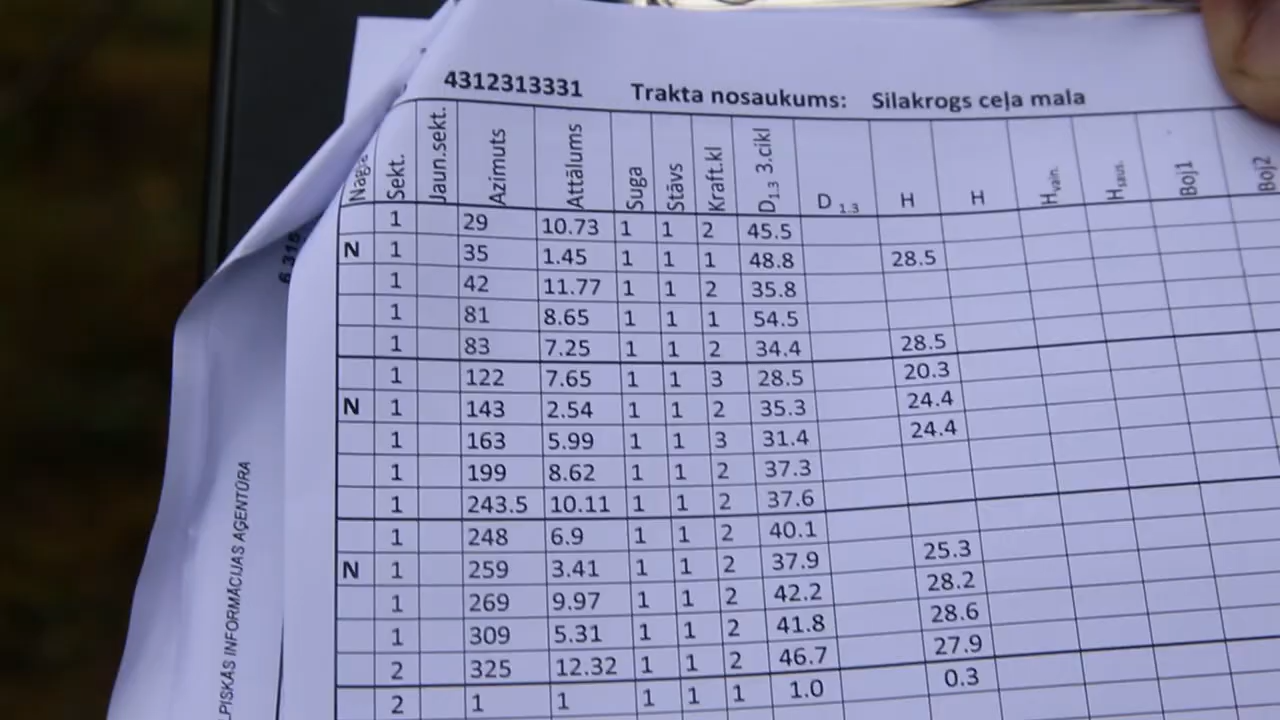 4312313331 Trakta nosaukums: Silakrogs ceļa mala
Sekt. Jaun.sekt. Azimuts Attālums Suga Stāvs Kraft.kl D1.3 3.cikl D 1.3 H H Hvain. Hsaus. Boj1 Boj2
1 29 10.73 1 1 2 45.5
N 1 35 1.45 1 1 1 48.8 28.5
1 42 11.77 1 1 2 35.8
1 81 8.65 1 1 1 54.5
1 83 7.25 1 1 2 34.4 28.5
1 122 7.65 1 1 3 28.5 20.3
N 1 143 2.54 1 1 2 35.3 24.4
1 163 5.99 1 1 3 31.4 24.4
1 199 8.62 1 1 2 37.3
1 243.5 10.11 1 1 2 37.6
1 248 6.9 1 1 2 40.1
N 1 259 3.41 1 1 2 37.9 25.3
1 269 9.97 1 1 2 42.2 28.2
1 309 5.31 1 1 2 41.8 28.6
2 325 12.32 1 1 2 46.7 27.9
2 1 1 1 1 1 1.0 0.3
LPISKĀS INFORMĀCIJAS AĢENTŪRA